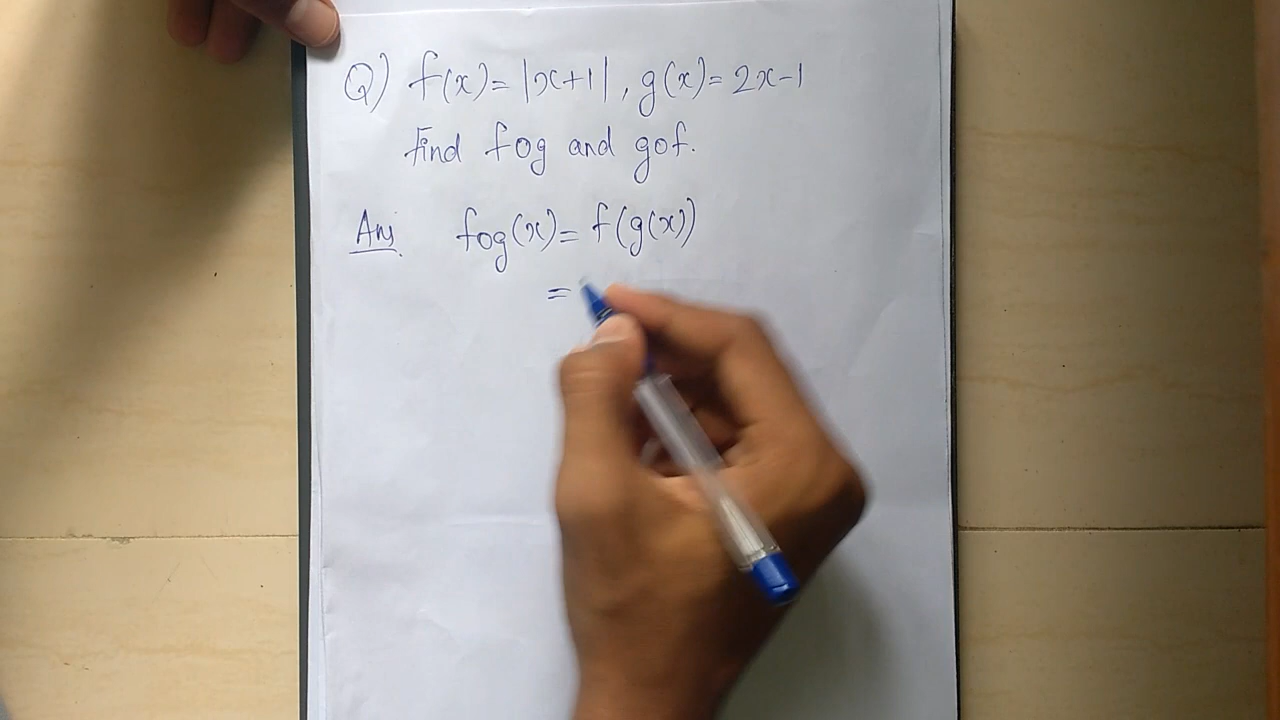 Q) f(x)= |x+1|, g(x)= 2x-1
Find fog and gof.
Ans fog(x)= f(g(x))
=